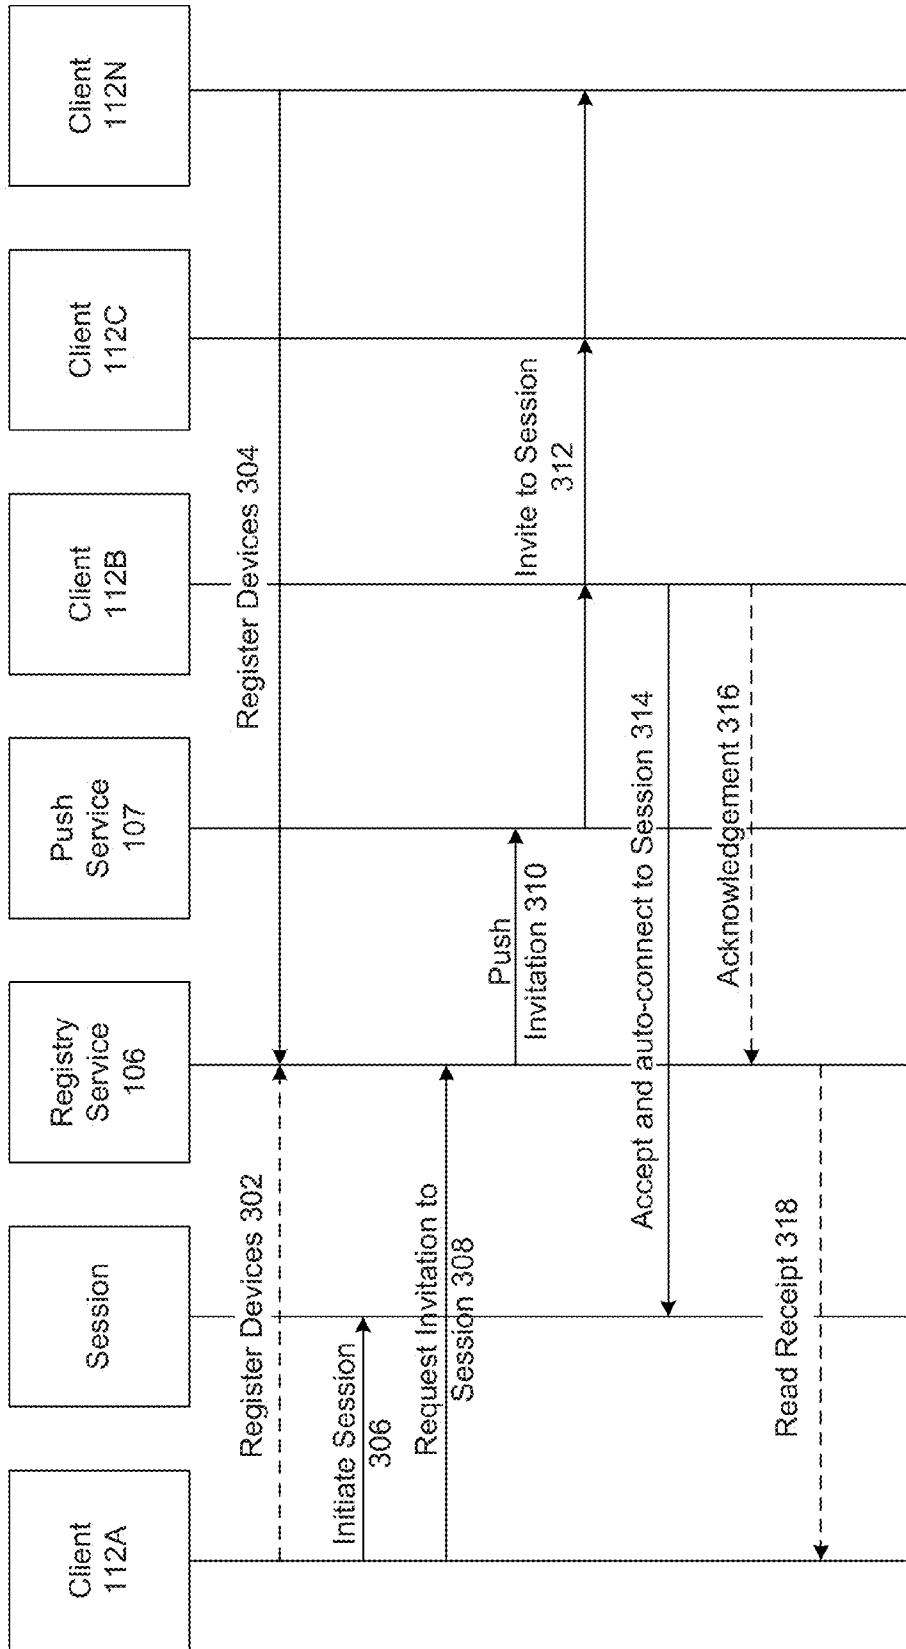 Client
112A
Session
Registry
Service
106
Push
Service
107
Client
112B
Client
112C
Client
112N
Register Devices 302
Register Devices 304
Initiate Session
306
Request Invitation to
Session 308
Push
Invitation 310
Invite to Session
312
Accept and auto-connect to Session 314
Acknowledgement 316
Read Receipt 318